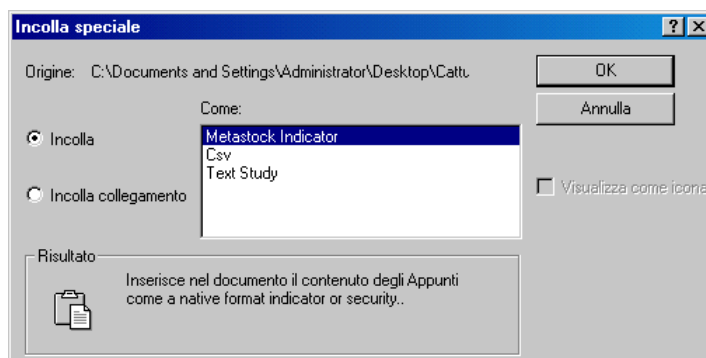 Incolla speciale
Origine: C:\Documents and Settings\Administrator\Desktop\Cattu
OK
Annulla
Come:
Incolla
Incolla collegamento
Metastock Indicator
Csv
Text Study
Visualizza come icona
Risultato
Inserisce nel documento il contenuto degli Appunti
come a native format indicator or security..